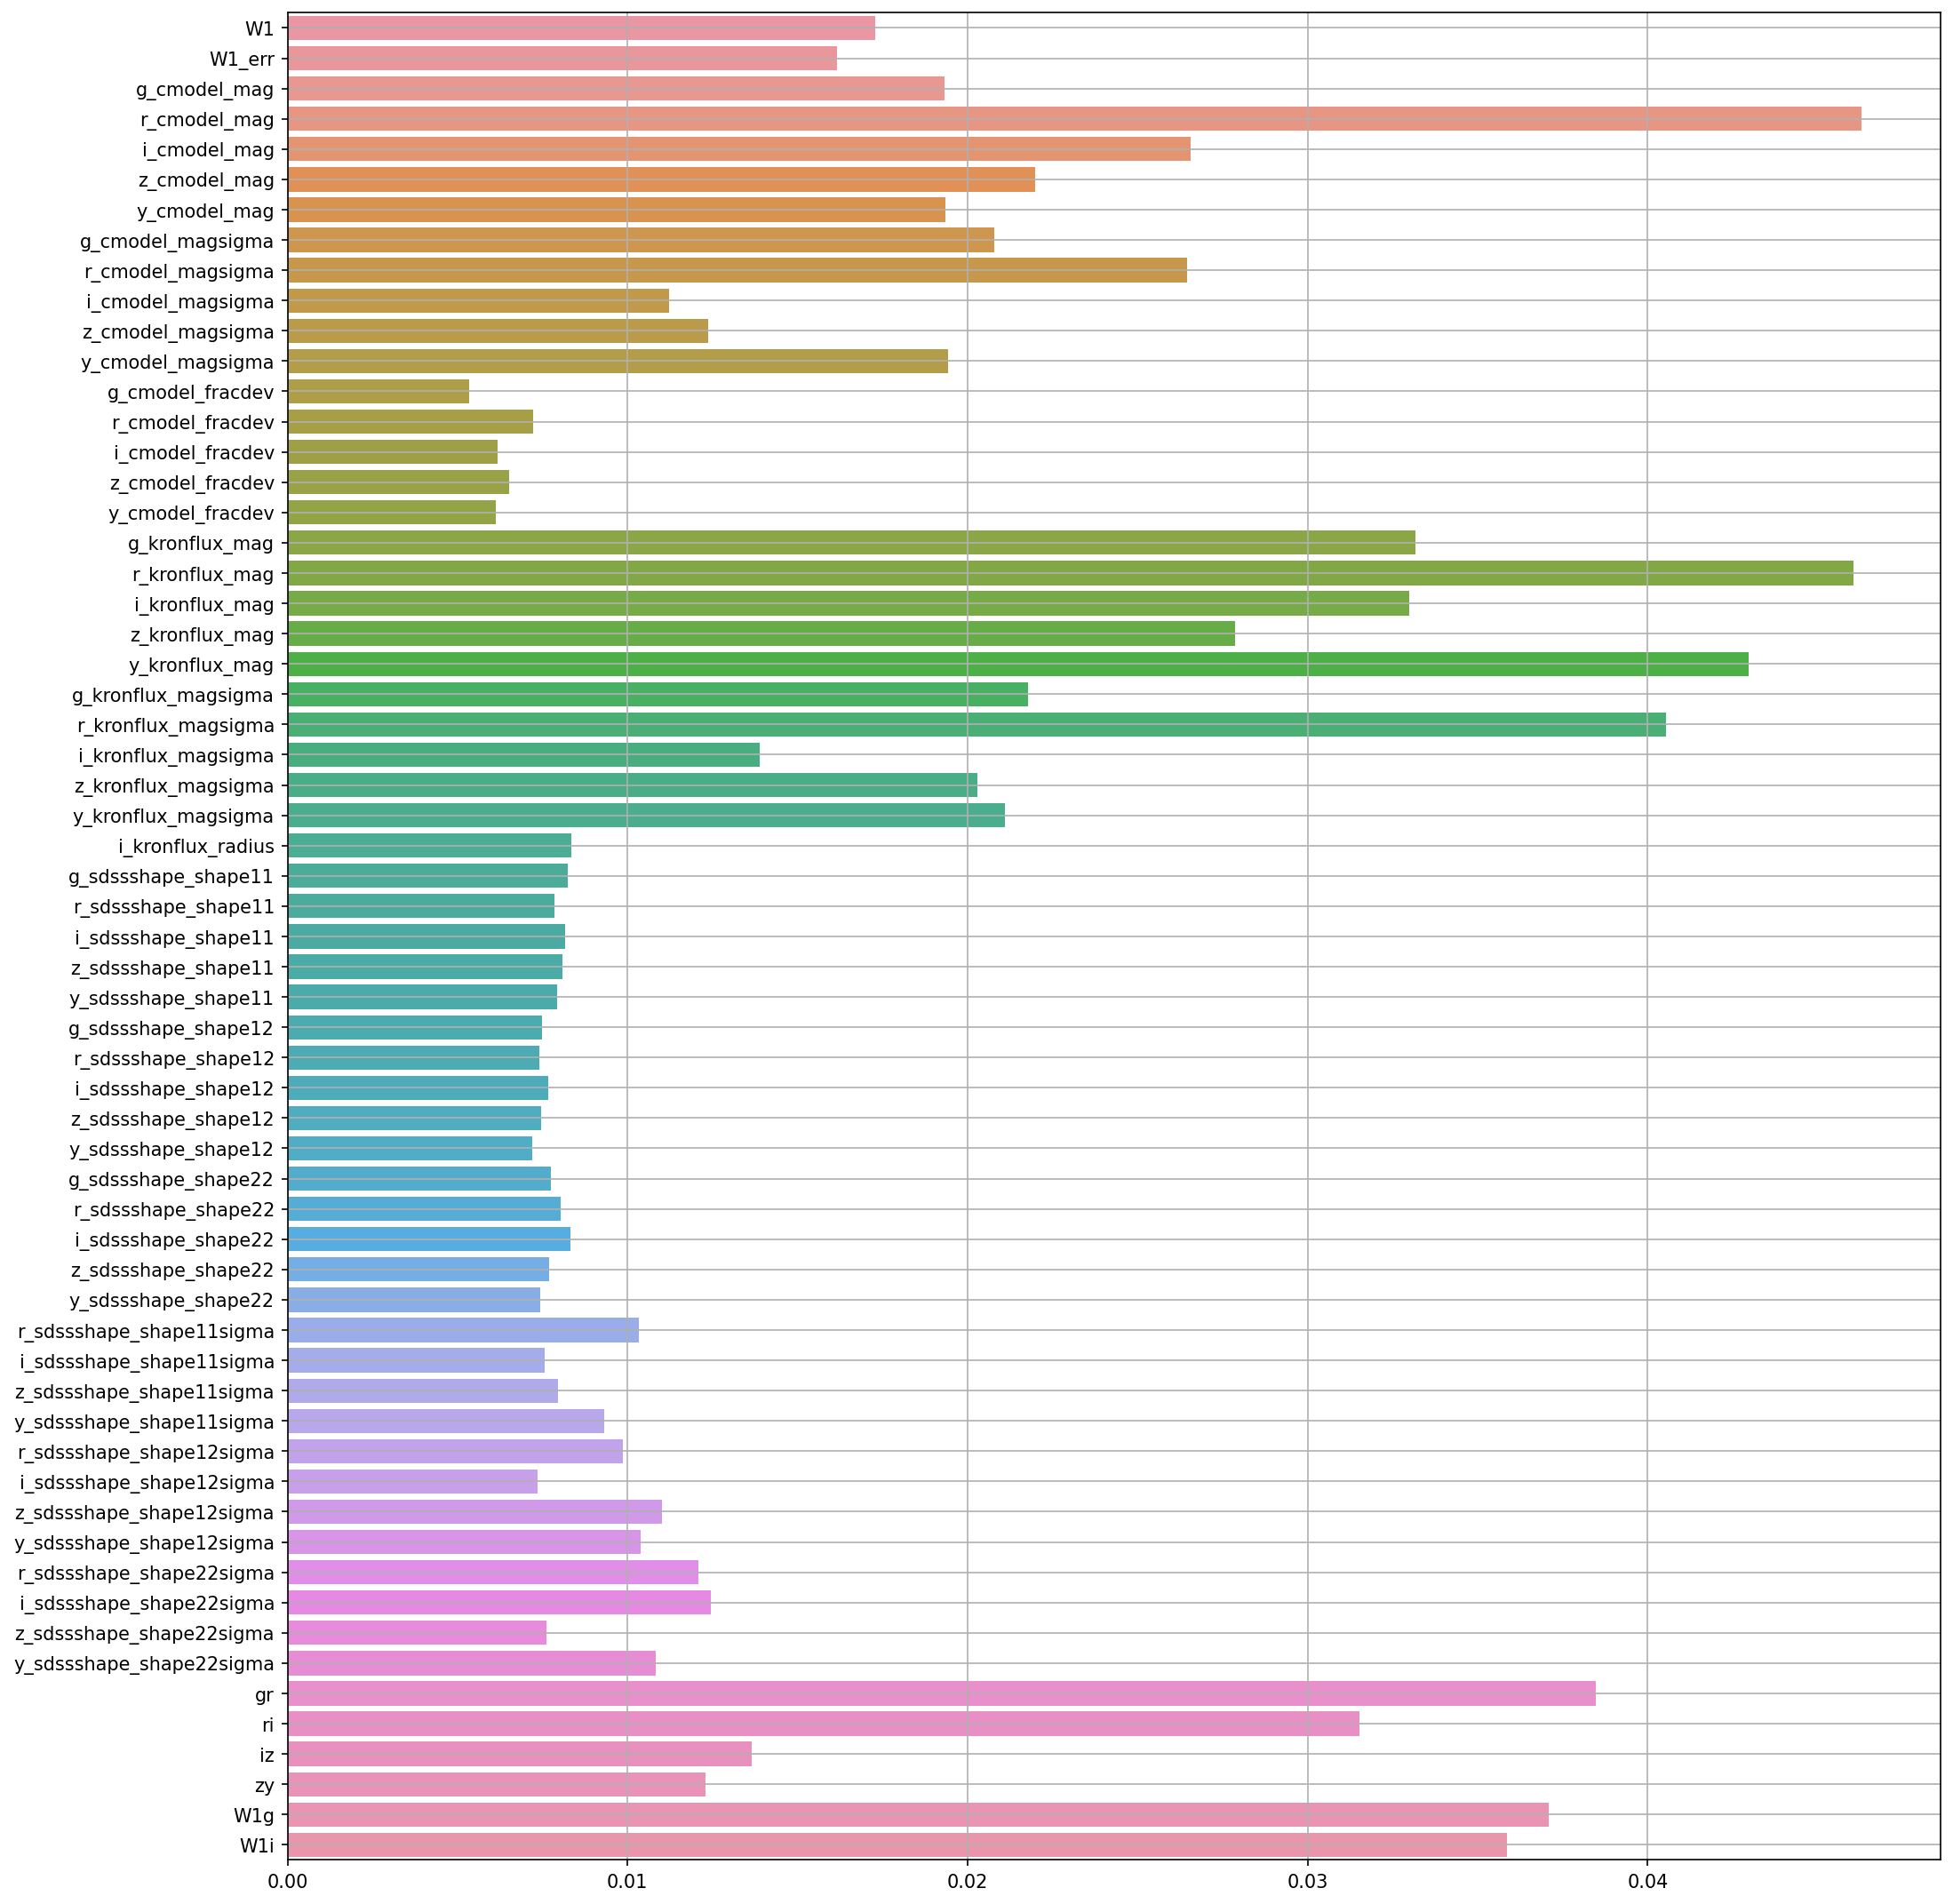 W1
W1_err
g_cmodel_mag
r_cmodel_mag
i_cmodel_mag
z_cmodel_mag
y_cmodel_mag
g_cmodel_magsigma
r_cmodel_magsigma
i_cmodel_magsigma
z_cmodel_magsigma
y_cmodel_magsigma
g_cmodel_fracdev
r_cmodel_fracdev
i_cmodel_fracdev
z_cmodel_fracdev
y_cmodel_fracdev
g_kronflux_mag
r_kronflux_mag
i_kronflux_mag
z_kronflux_mag
y_kronflux_mag
g_kronflux_magsigma
r_kronflux_magsigma
i_kronflux_magsigma
z_kronflux_magsigma
y_kronflux_magsigma
i_kronflux_radius
g_sdssshape_shape11
r_sdssshape_shape11
i_sdssshape_shape11
z_sdssshape_shape11
y_sdssshape_shape11
g_sdssshape_shape12
r_sdssshape_shape12
i_sdssshape_shape12
z_sdssshape_shape12
y_sdssshape_shape12
g_sdssshape_shape22
r_sdssshape_shape22
i_sdssshape_shape22
z_sdssshape_shape22
y_sdssshape_shape22
r_sdssshape_shape11sigma
i_sdssshape_shape11sigma
z_sdssshape_shape11sigma
y_sdssshape_shape11sigma
r_sdssshape_shape12sigma
i_sdssshape_shape12sigma
z_sdssshape_shape12sigma
y_sdssshape_shape12sigma
r_sdssshape_shape22sigma
i_sdssshape_shape22sigma
z_sdssshape_shape22sigma
y_sdssshape_shape22sigma
gr
ri
iz
zy
W1g
W1i
0.00 0.01 0.02 0.03 0.04